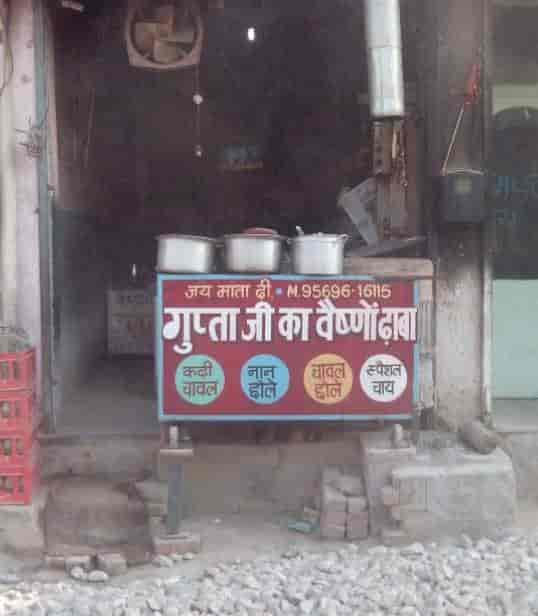 जय माता दी. • M.95696-16115
गुप्ता जी का वैष्णों ढ़ाबा
कढी चावल
नान छोले
चावल छोले
स्पैशल चाय